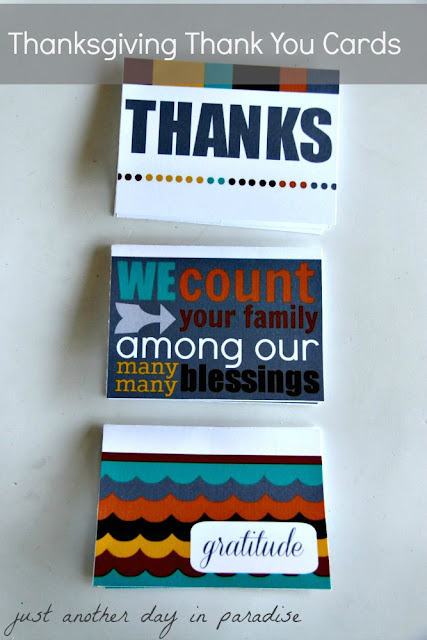 Thanksgiving Thank You Cards
THANKS
WE count
your family
among our
many
many blessings
gratitude
just another day in paradise